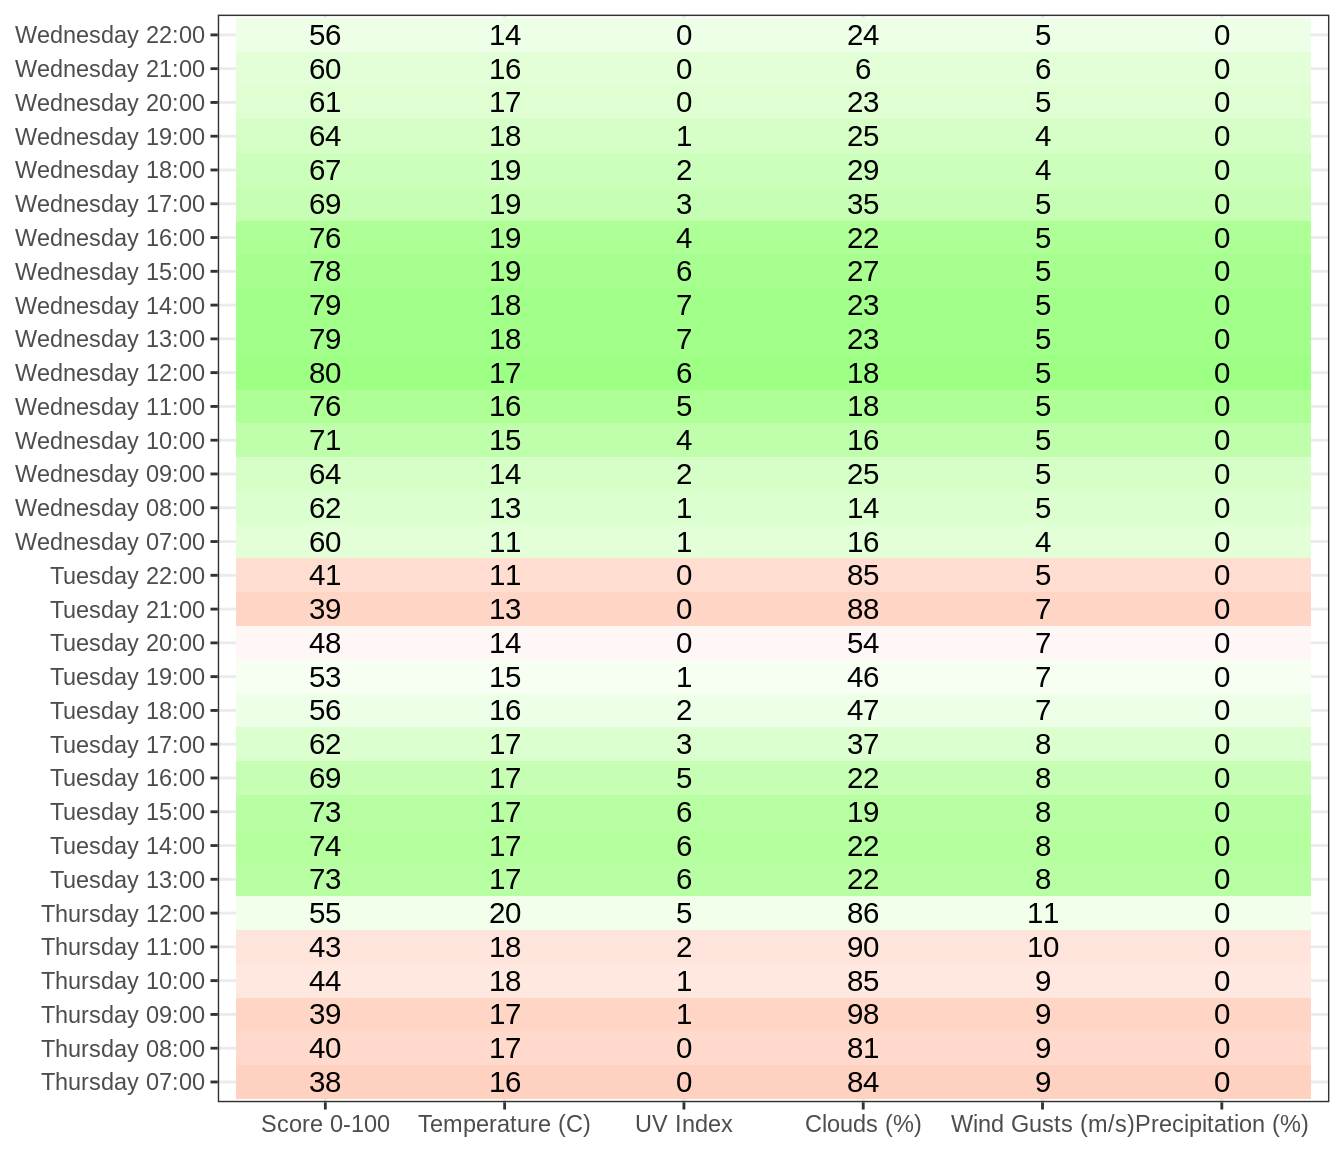 Wednesday 22:00 56 14 0 24 5 0
Wednesday 21:00 60 16 0 6 6 0
Wednesday 20:00 61 17 0 23 5 0
Wednesday 19:00 64 18 1 25 4 0
Wednesday 18:00 67 19 2 29 4 0
Wednesday 17:00 69 19 3 35 5 0
Wednesday 16:00 76 19 4 22 5 0
Wednesday 15:00 78 19 6 27 5 0
Wednesday 14:00 79 18 7 23 5 0
Wednesday 13:00 79 18 7 23 5 0
Wednesday 12:00 80 17 6 18 5 0
Wednesday 11:00 76 16 5 18 5 0
Wednesday 10:00 71 15 4 16 5 0
Wednesday 09:00 64 14 2 25 5 0
Wednesday 08:00 62 13 1 14 5 0
Wednesday 07:00 60 11 1 16 4 0
Tuesday 22:00 41 11 0 85 5 0
Tuesday 21:00 39 13 0 88 7 0
Tuesday 20:00 48 14 0 54 7 0
Tuesday 19:00 53 15 1 46 7 0
Tuesday 18:00 56 16 2 47 7 0
Tuesday 17:00 62 17 3 37 8 0
Tuesday 16:00 69 17 5 22 8 0
Tuesday 15:00 73 17 6 19 8 0
Tuesday 14:00 74 17 6 22 8 0
Tuesday 13:00 73 17 6 22 8 0
Thursday 12:00 55 20 5 86 11 0
Thursday 11:00 43 18 2 90 10 0
Thursday 10:00 44 18 1 85 9 0
Thursday 09:00 39 17 1 98 9 0
Thursday 08:00 40 17 0 81 9 0
Thursday 07:00 38 16 0 84 9 0
Score 0-100 Temperature (C) UV Index Clouds (%) Wind Gusts (m/s) Precipitation (%)